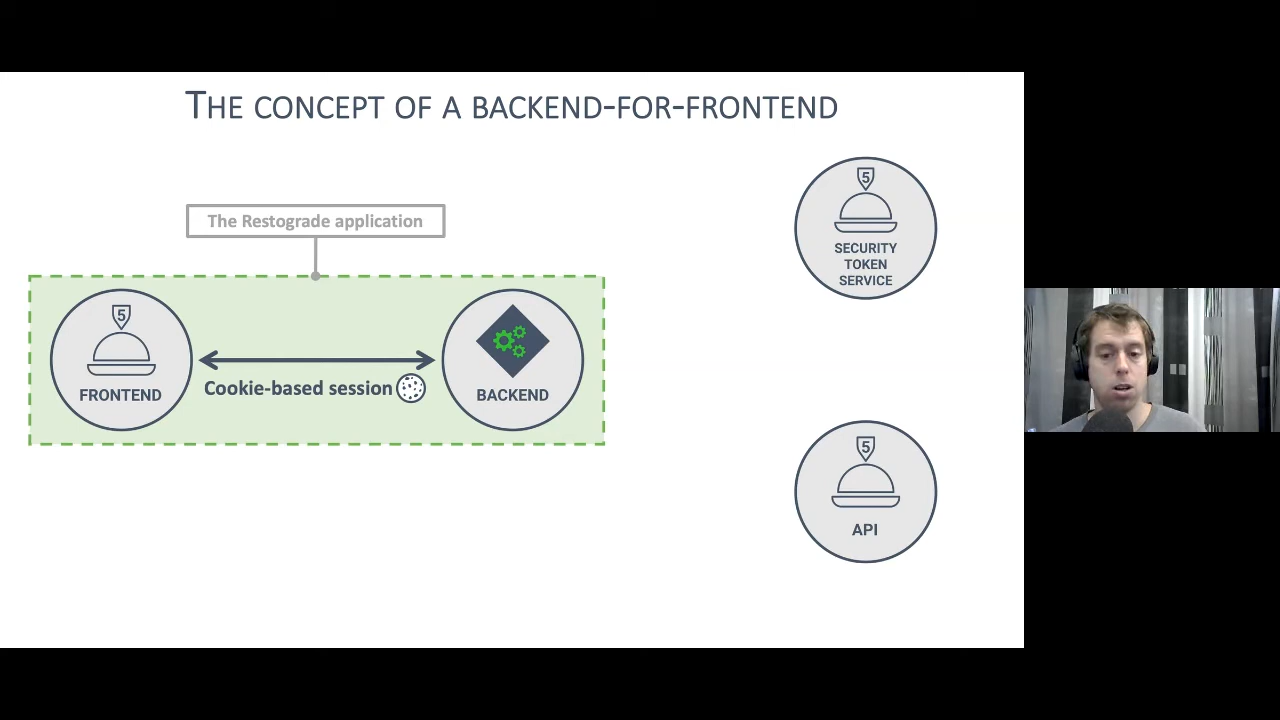 THE CONCEPT OF A BACKEND-FOR-FRONTEND
The Restograde application
5
FRONTEND
Cookie-based session
BACKEND
5
SECURITY
TOKEN
SERVICE
5
API